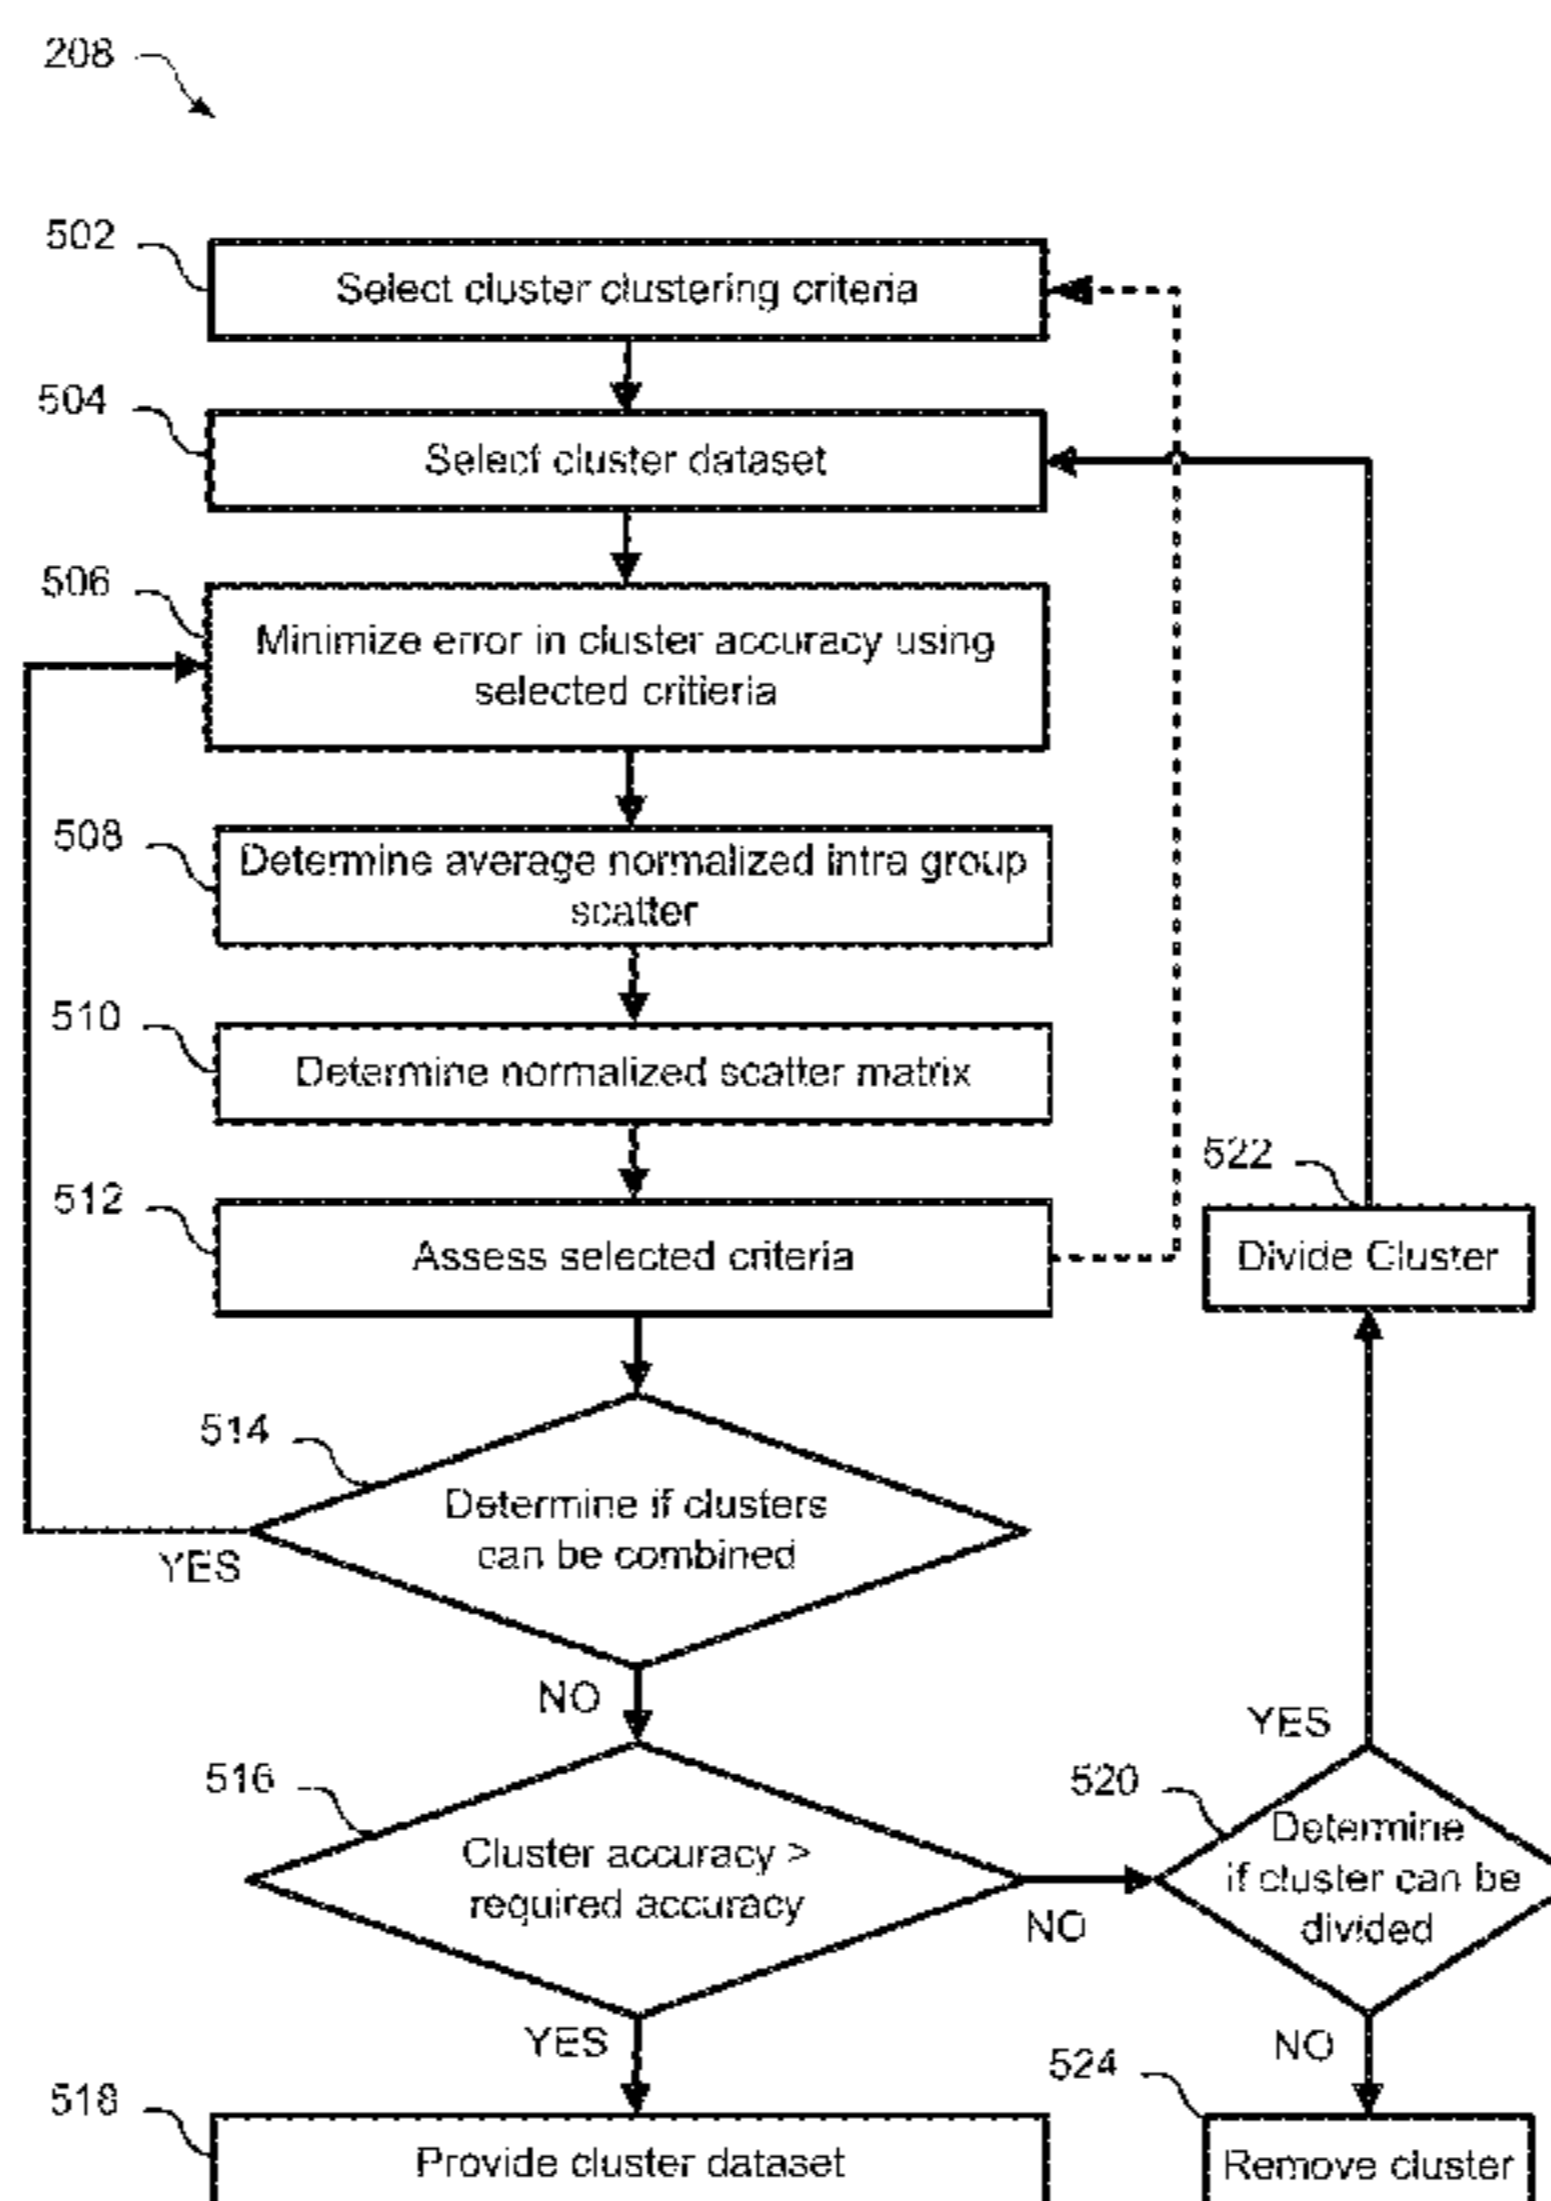 208
502
Select cluster clustering criteria
504
Select cluster dataset
506
Minimize error in cluster accuracy using
selected critieria
508
Determine average normalized intra group
scatter
510
Determine normalized scatter matrix
512
Assess selected criteria
522
Divide Cluster
514
Determine if clusters
can be combined
YES
NO
516
Cluster accuracy >
required accuracy
NO
YES
520
Determine
if cluster can be
divided
YES
NO
518
Provide cluster dataset
524
Remove cluster